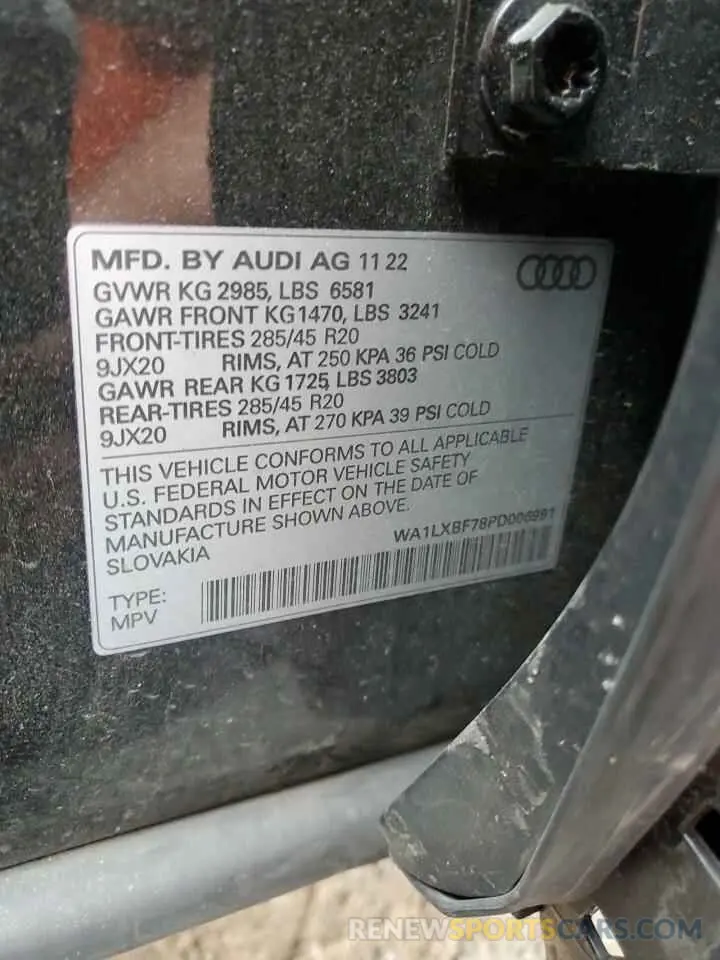 MFD. BY AUDI AG 11 22
GVWR KG 2985, LBS 6581
GAWR FRONT KG1470, LBS 3241
FRONT-TIRES 285/45 R20
9JX20 RIMS, AT 250 KPA 36 PSI COLD
GAWR REAR KG 1725, LBS 3803
REAR-TIRES 285/45 R20
9JX20 RIMS, AT 270 KPA 39 PSI COLD
THIS VEHICLE CONFORMS TO ALL APPLICABLE
U.S. FEDERAL MOTOR VEHICLE SAFETY
STANDARDS IN EFFECT ON THE DATE OF
MANUFACTURE SHOWN ABOVE.
SLOVAKIA
WA1LXBF78PD006991
TYPE:
MPV
RENEWSPORTSCARS.COM